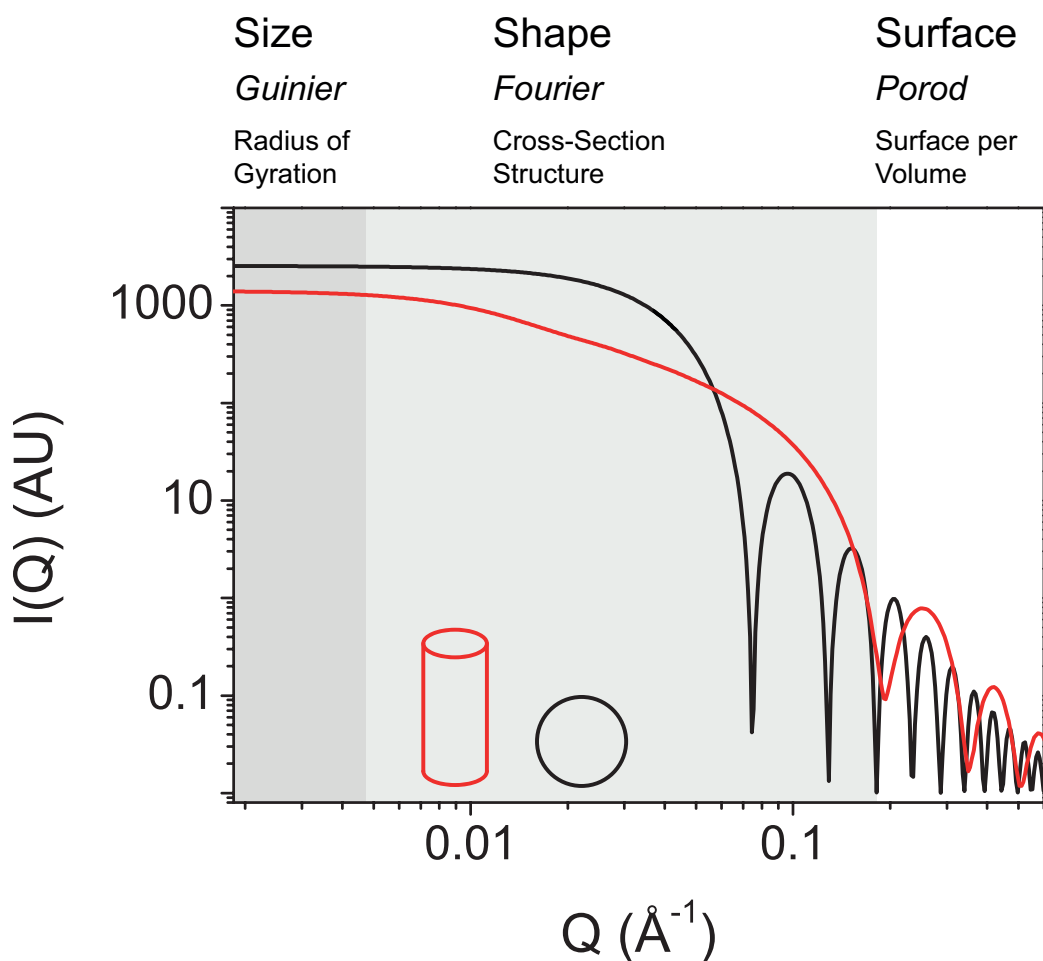 Size Shape Surface
Guinier Fourier Porod
Radius of Cross-Section Surface per
Gyration Structure Volume
1000
10
0.1
I(Q) (AU)
0.01 0.1
Q (Å⁻¹)